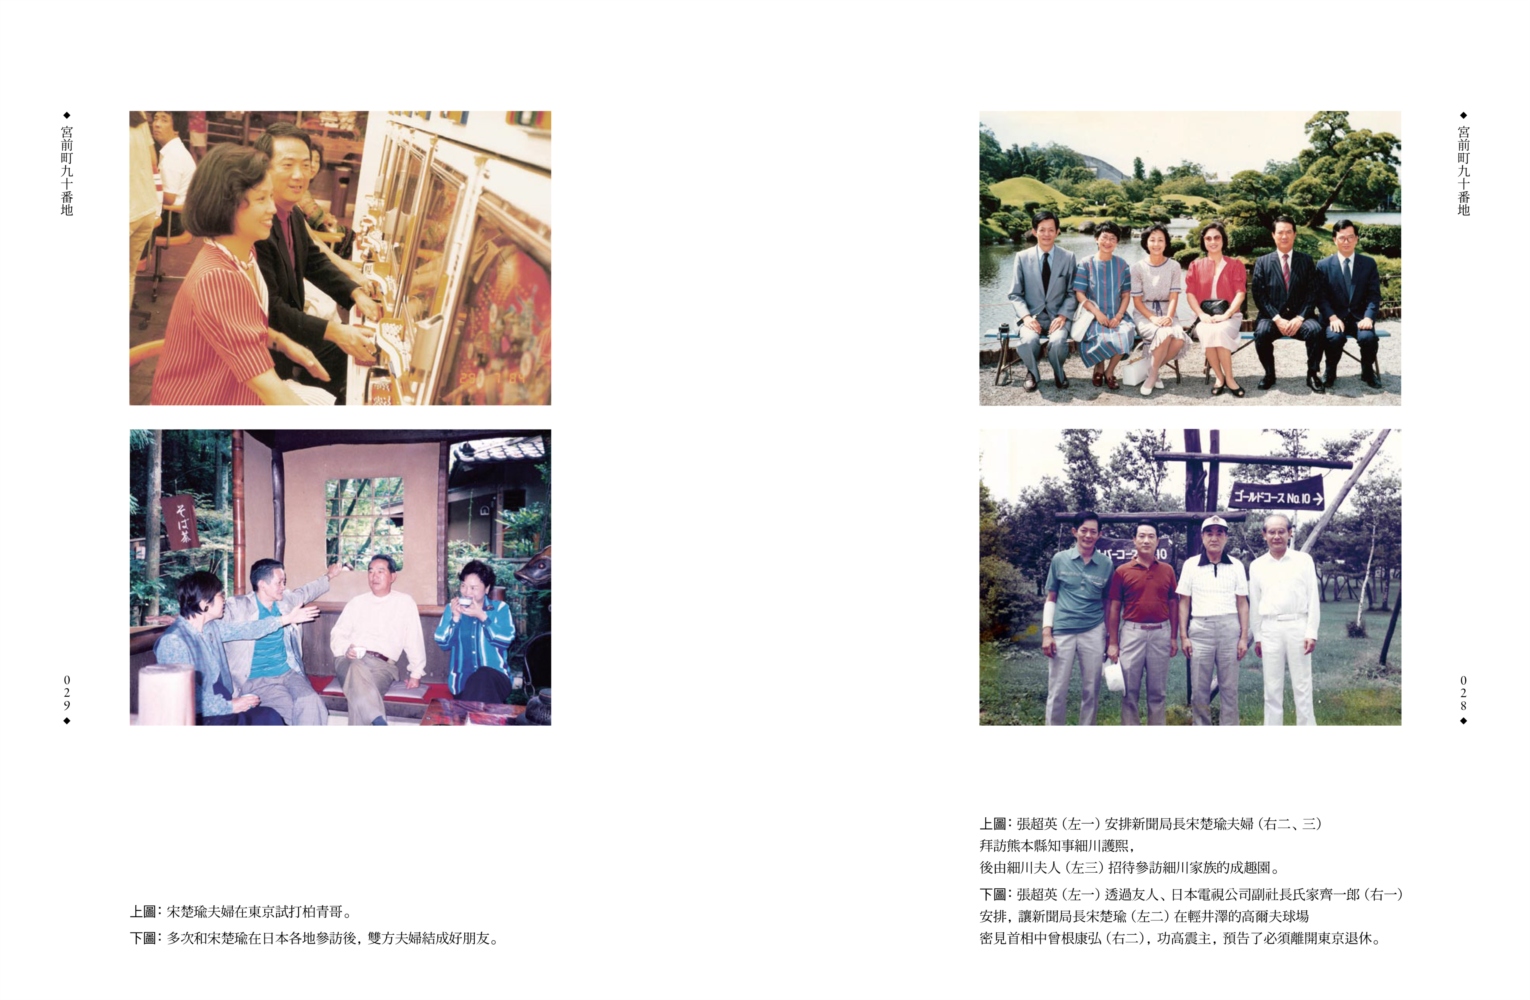 ◆宮前町九十番地
028◆
ゴールドコース No.10→
上圖：張超英（左一）安排新聞局長宋楚瑜夫婦（右二、三）
拜訪熊本縣知事細川護熙，
後由細川夫人（左三）招待參訪細川家族的成趣園。
下圖：張超英（左一）透過友人、日本電視公司副社長氏家齊一郎（右一）
安排，讓新聞局長宋楚瑜（左二）在輕井澤的高爾夫球場
密見首相中曾根康弘（右二），功高震主，預告了必須離開東京退休。
◆宮前町九十番地
029◆
そば茶
上圖：宋楚瑜夫婦在東京試打柏青哥。
下圖：多次和宋楚瑜在日本各地參訪後，雙方夫婦結成好朋友。